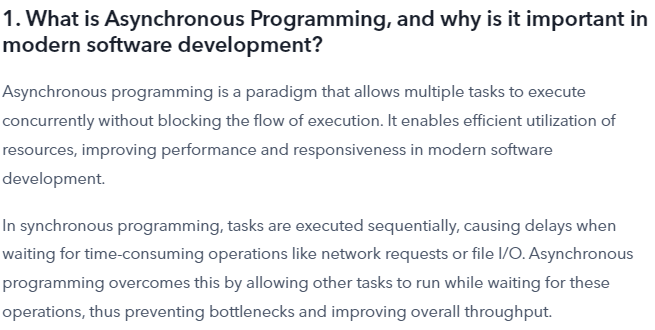 1. What is Asynchronous Programming, and why is it important in
modern software development?
Asynchronous programming is a paradigm that allows multiple tasks to execute
concurrently without blocking the flow of execution. It enables efficient utilization of
resources, improving performance and responsiveness in modern software
development.
In synchronous programming, tasks are executed sequentially, causing delays when
waiting for time-consuming operations like network requests or file I/O. Asynchronous
programming overcomes this by allowing other tasks to run while waiting for these
operations, thus preventing bottlenecks and improving overall throughput.